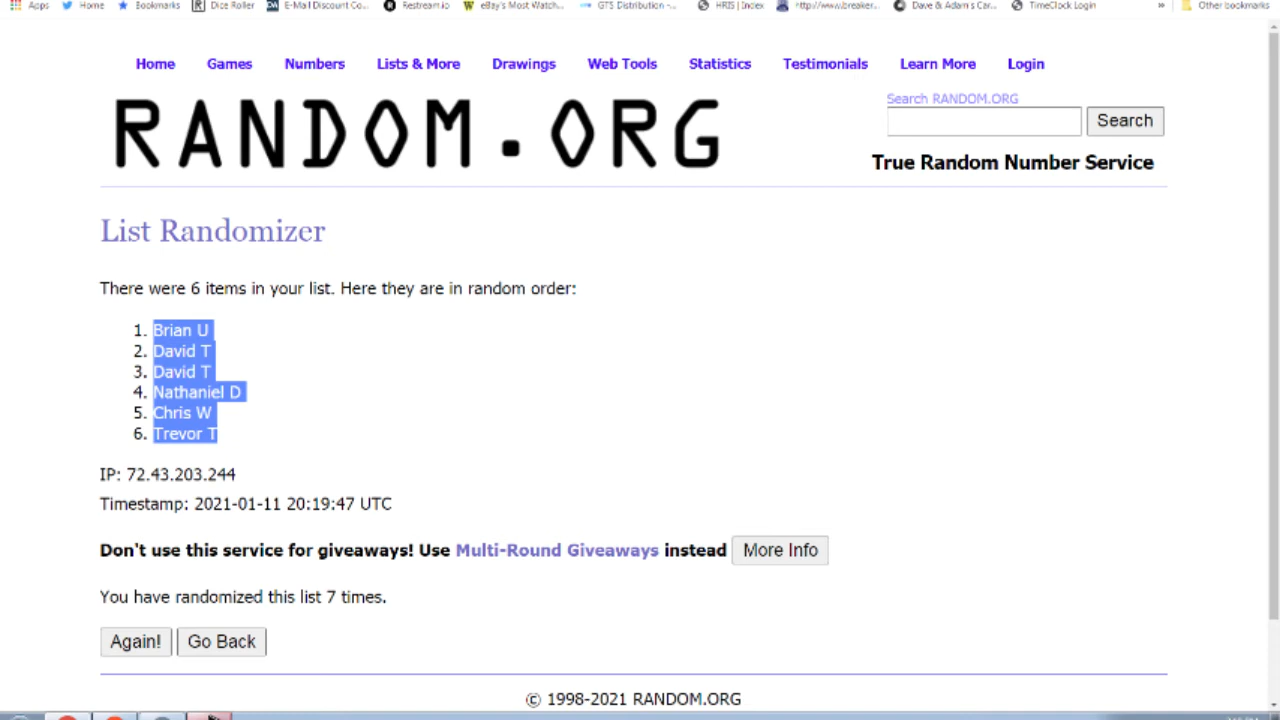 Apps Home Bookmarks Dice Roller E-Mail Discount Co... Restream.io eBay's Most Watch... GTS Distribution -... HRIS | Index http://www.breaker... Dave & Adam's Car... TimeClock Login » Other bookmarks
Home Games Numbers Lists & More Drawings Web Tools Statistics Testimonials Learn More Login
RANDOM.ORG
Search RANDOM.ORG
Search
True Random Number Service
List Randomizer
There were 6 items in your list. Here they are in random order:
1. Brian U
2. David T
3. David T
4. Nathaniel D
5. Chris W
6. Trevor T
IP: 72.43.203.244
Timestamp: 2021-01-11 20:19:47 UTC
Don't use this service for giveaways! Use Multi-Round Giveaways instead More Info
You have randomized this list 7 times.
Again! Go Back
© 1998-2021 RANDOM.ORG